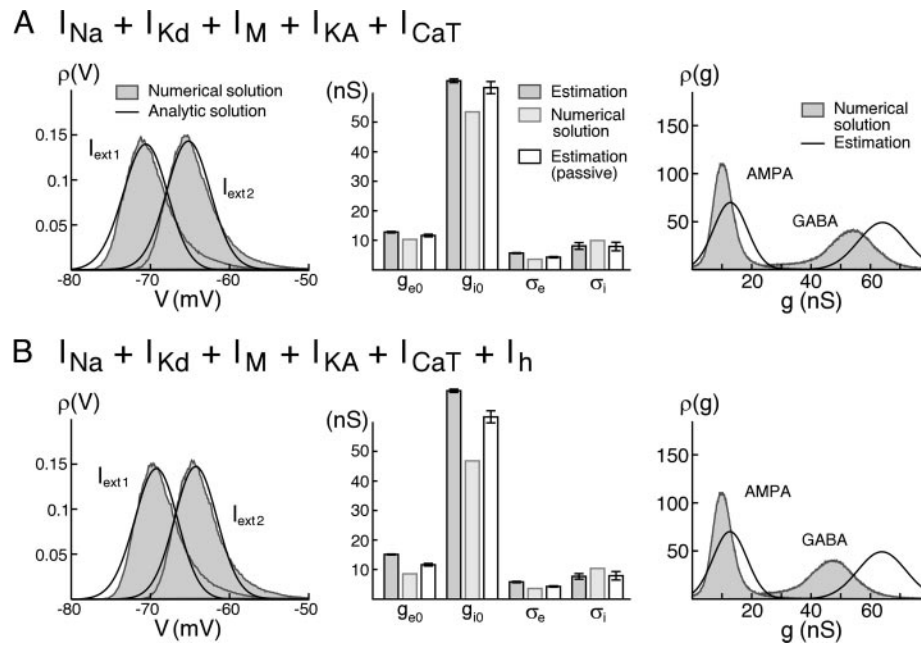 A I_Na + I_Kd + I_M + I_KA + I_CaT
ρ(V)
Numerical solution
Analytic solution
0.15
0.1
0.05
I_ext1
I_ext2
-80 -70 -60 -50
V (mV)
(nS)
50
40
30
20
10
g_e0 g_i0 σ_e σ_i
Estimation
Numerical
solution
Estimation
(passive)
ρ(g)
Numerical
solution
Estimation
150
100
50
AMPA
GABA
20 40 60
g (nS)
B I_Na + I_Kd + I_M + I_KA + I_CaT + I_h
ρ(V)
0.15
0.1
0.05
I_ext1
I_ext2
-80 -70 -60 -50
V (mV)
(nS)
50
40
30
20
10
g_e0 g_i0 σ_e σ_i
ρ(g)
150
100
50
AMPA
GABA
20 40 60
g (nS)